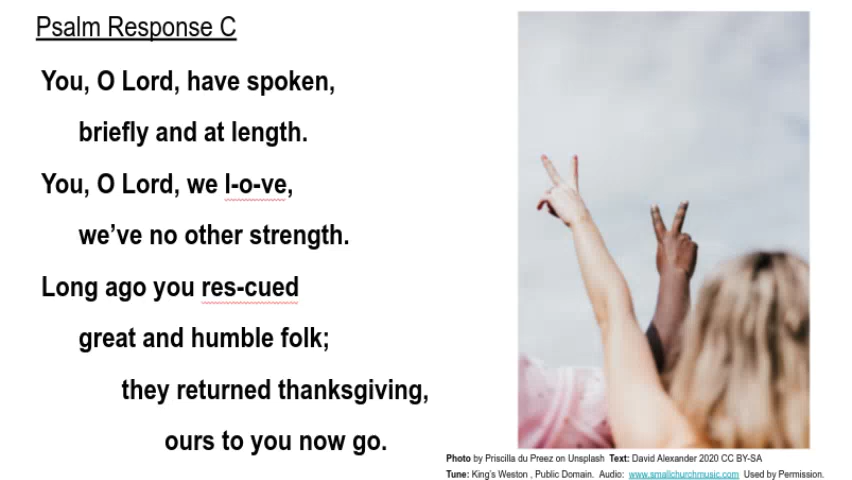 Psalm Response C
You, O Lord, have spoken,
briefly and at length.
You, O Lord, we l-o-ve,
we’ve no other strength.
Long ago you res-cued
great and humble folk;
they returned thanksgiving,
ours to you now go.
Photo by Priscilla du Preez on Unsplash Text: David Alexander 2020 CC BY-SA
Tune: King’s Weston , Public Domain. Audio: www.smallchurchmusic.com Used by Permission.